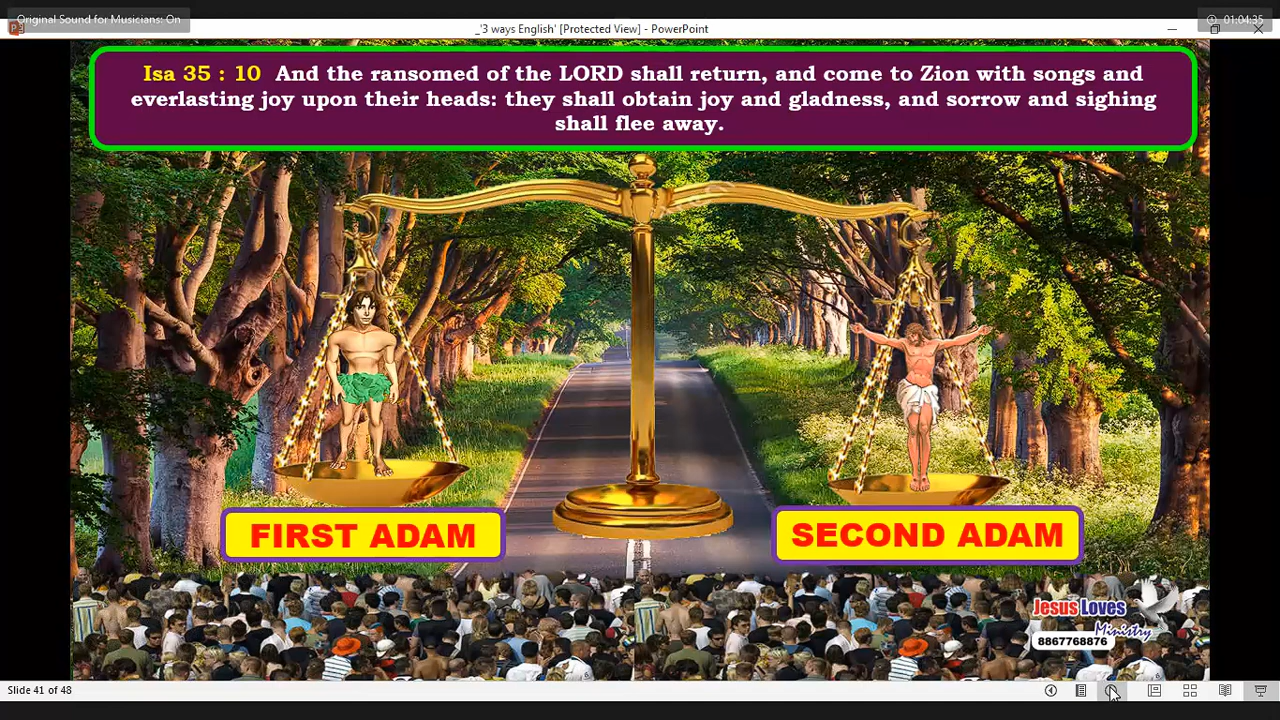 Original Sound for Musicians: On
01:04:35
_'3 ways English' [Protected View] - PowerPoint
Isa 35 : 10 And the ransomed of the LORD shall return, and come to Zion with songs and
everlasting joy upon their heads: they shall obtain joy and gladness, and sorrow and sighing
shall flee away.
FIRST ADAM
SECOND ADAM
Jesus Loves
Ministry
8867768876
Slide 41 of 48